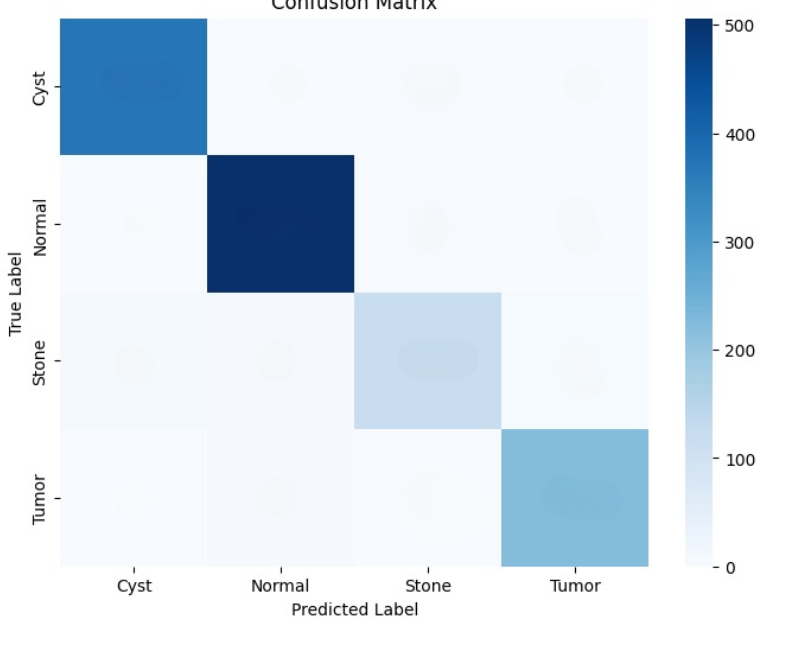 Confusion Matrix
True Label
Cyst
Normal
Stone
Tumor
Cyst Normal Stone Tumor
Predicted Label
500
400
300
200
100
0